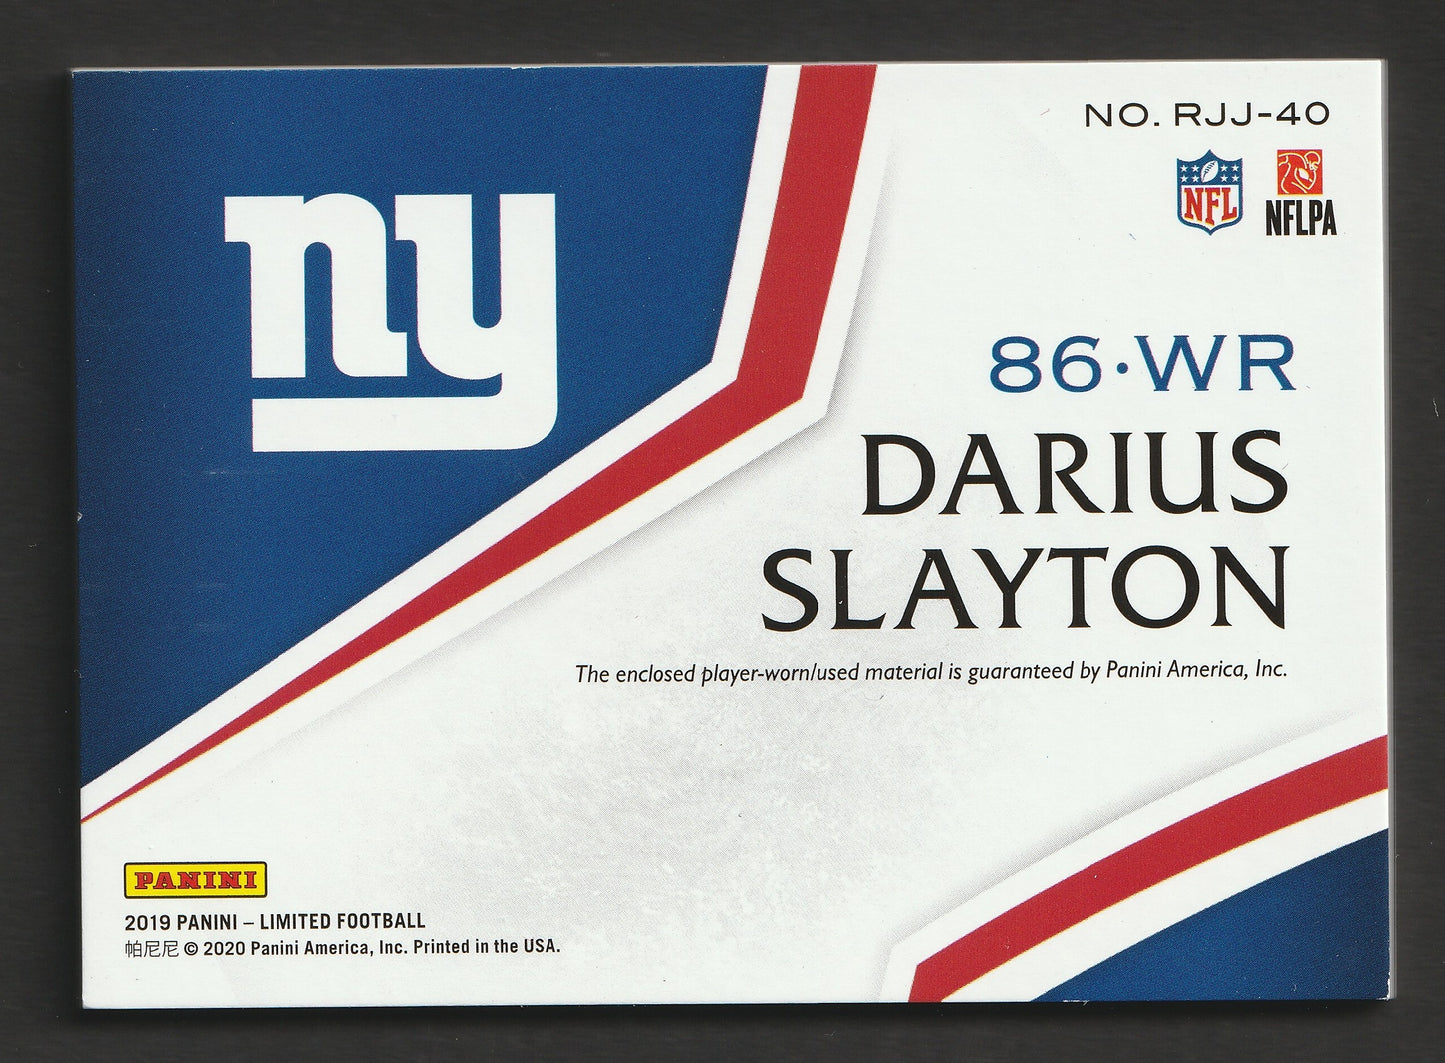 ny
NO. RJJ-40
NFL
NFLPA
86·WR
DARIUS
SLAYTON
The enclosed player-worn/used material is guaranteed by Panini America, Inc.
PANINI
2019 PANINI – LIMITED FOOTBALL
帕尼尼 © 2020 Panini America, Inc. Printed in the USA.